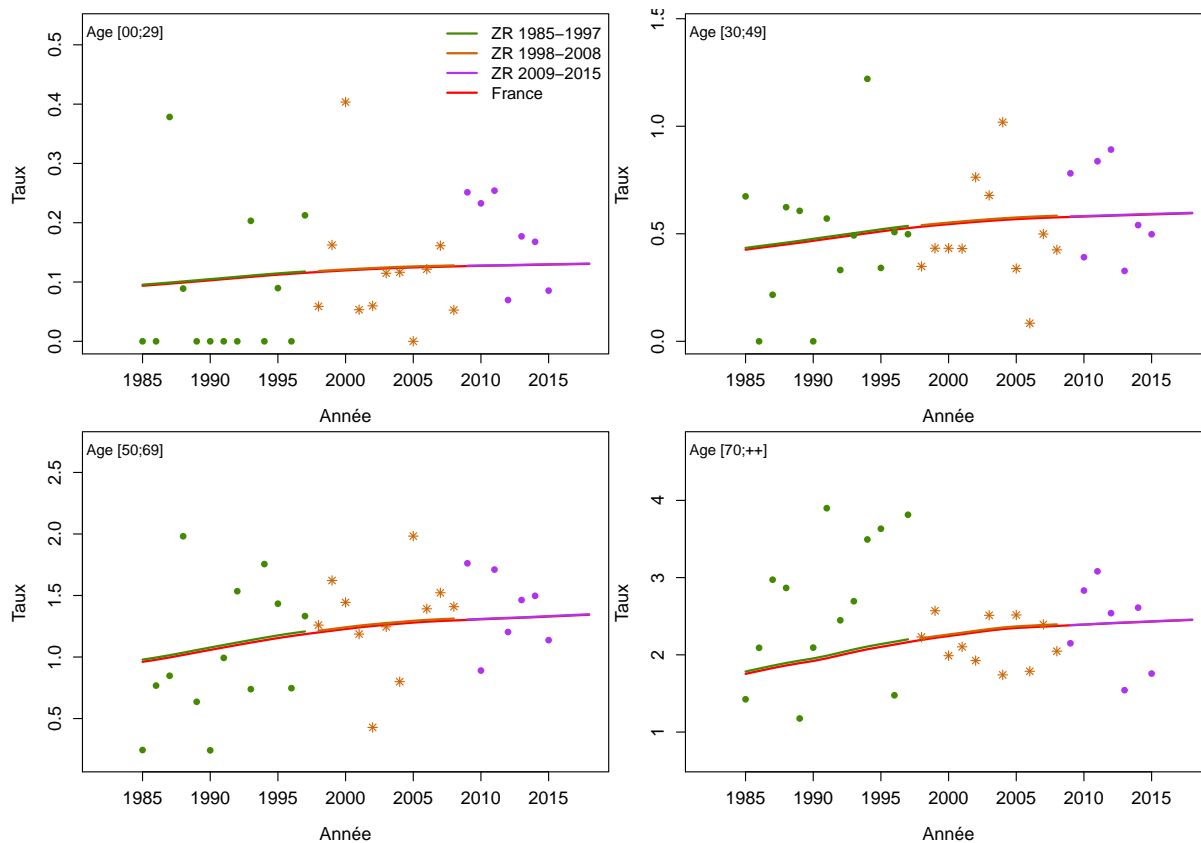 Age [00;29]
ZR 1985−1997
ZR 1998−2008
ZR 2009−2015
France
Taux
0.0 0.1 0.2 0.3 0.4 0.5
1985 1990 1995 2000 2005 2010 2015
Année
Age [30;49]
Taux
0.0 0.5 1.0 1.5
1985 1990 1995 2000 2005 2010 2015
Année
Age [50;69]
Taux
0.5 1.0 1.5 2.0 2.5
1985 1990 1995 2000 2005 2010 2015
Année
Age [70;++]
Taux
1 2 3 4
1985 1990 1995 2000 2005 2010 2015
Année